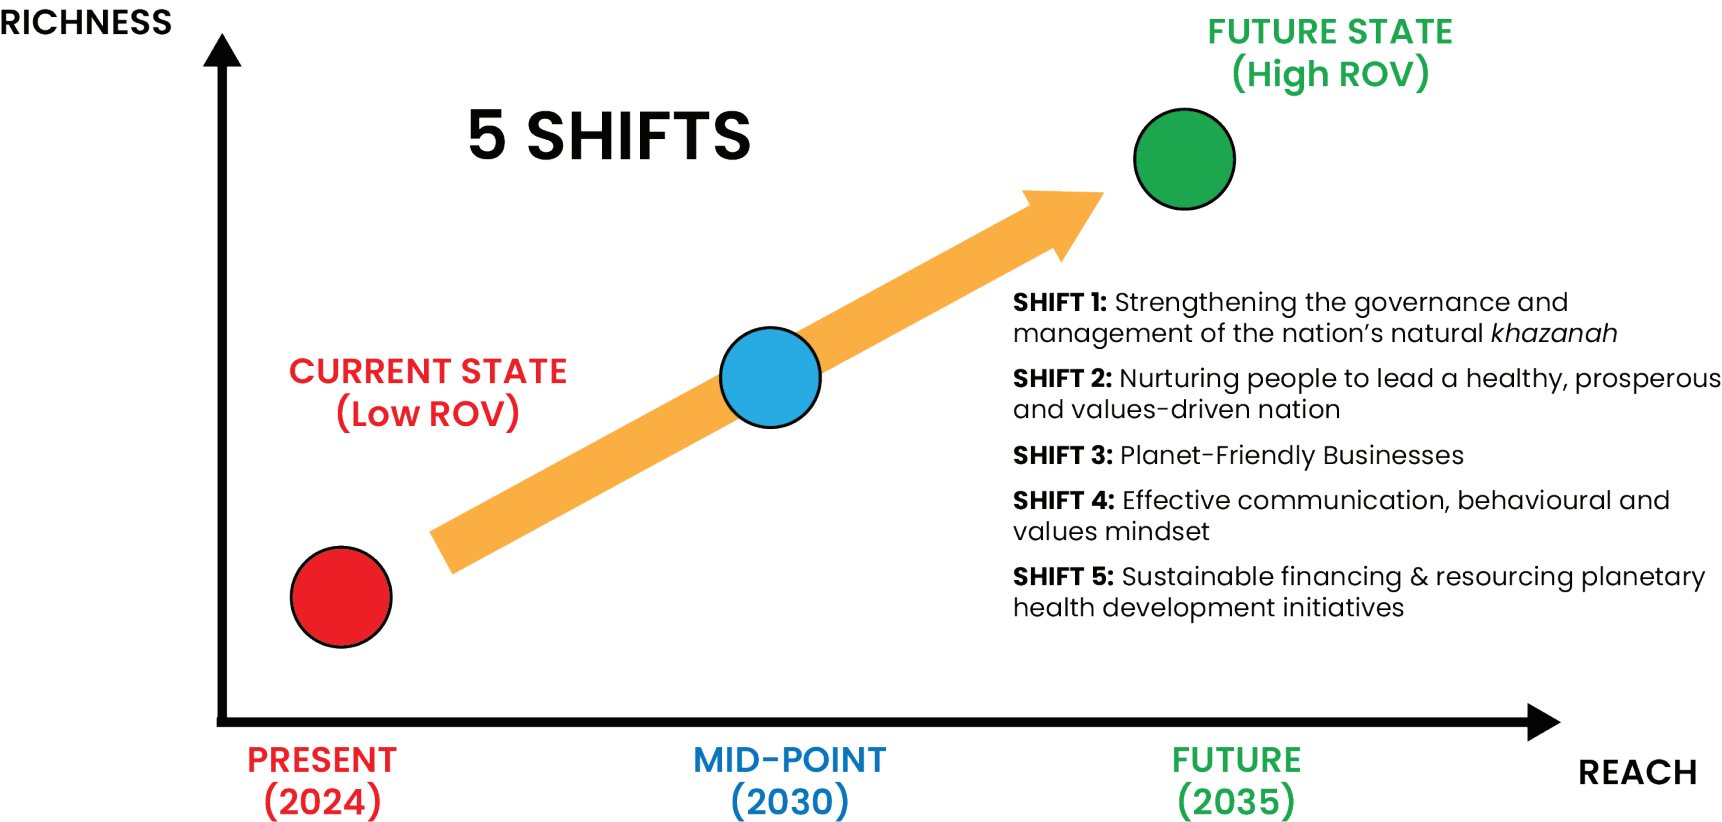 RICHNESS
FUTURE STATE
(High ROV)
5 SHIFTS
CURRENT STATE
(Low ROV)
SHIFT 1: Strengthening the governance and
management of the nation’s natural khazanah
SHIFT 2: Nurturing people to lead a healthy, prosperous
and values-driven nation
SHIFT 3: Planet-Friendly Businesses
SHIFT 4: Effective communication, behavioural and
values mindset
SHIFT 5: Sustainable financing & resourcing planetary
health development initiatives
PRESENT
(2024)
MID-POINT
(2030)
FUTURE
(2035)
REACH